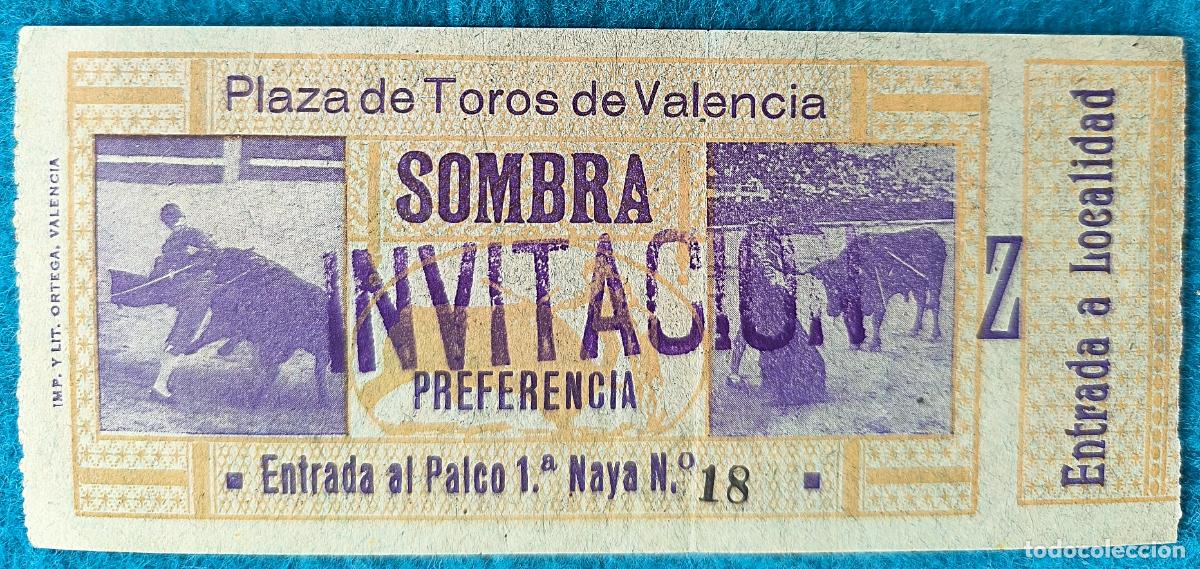 Plaza de Toros de Valencia
SOMBRA
INVITACION
PREFERENCIA
▪ Entrada al Palco 1.ª Naya N.º 18 ▪
IMP. Y LIT. ORTEGA. VALENCIA
Z
Entrada a Localidad
todocoleccion